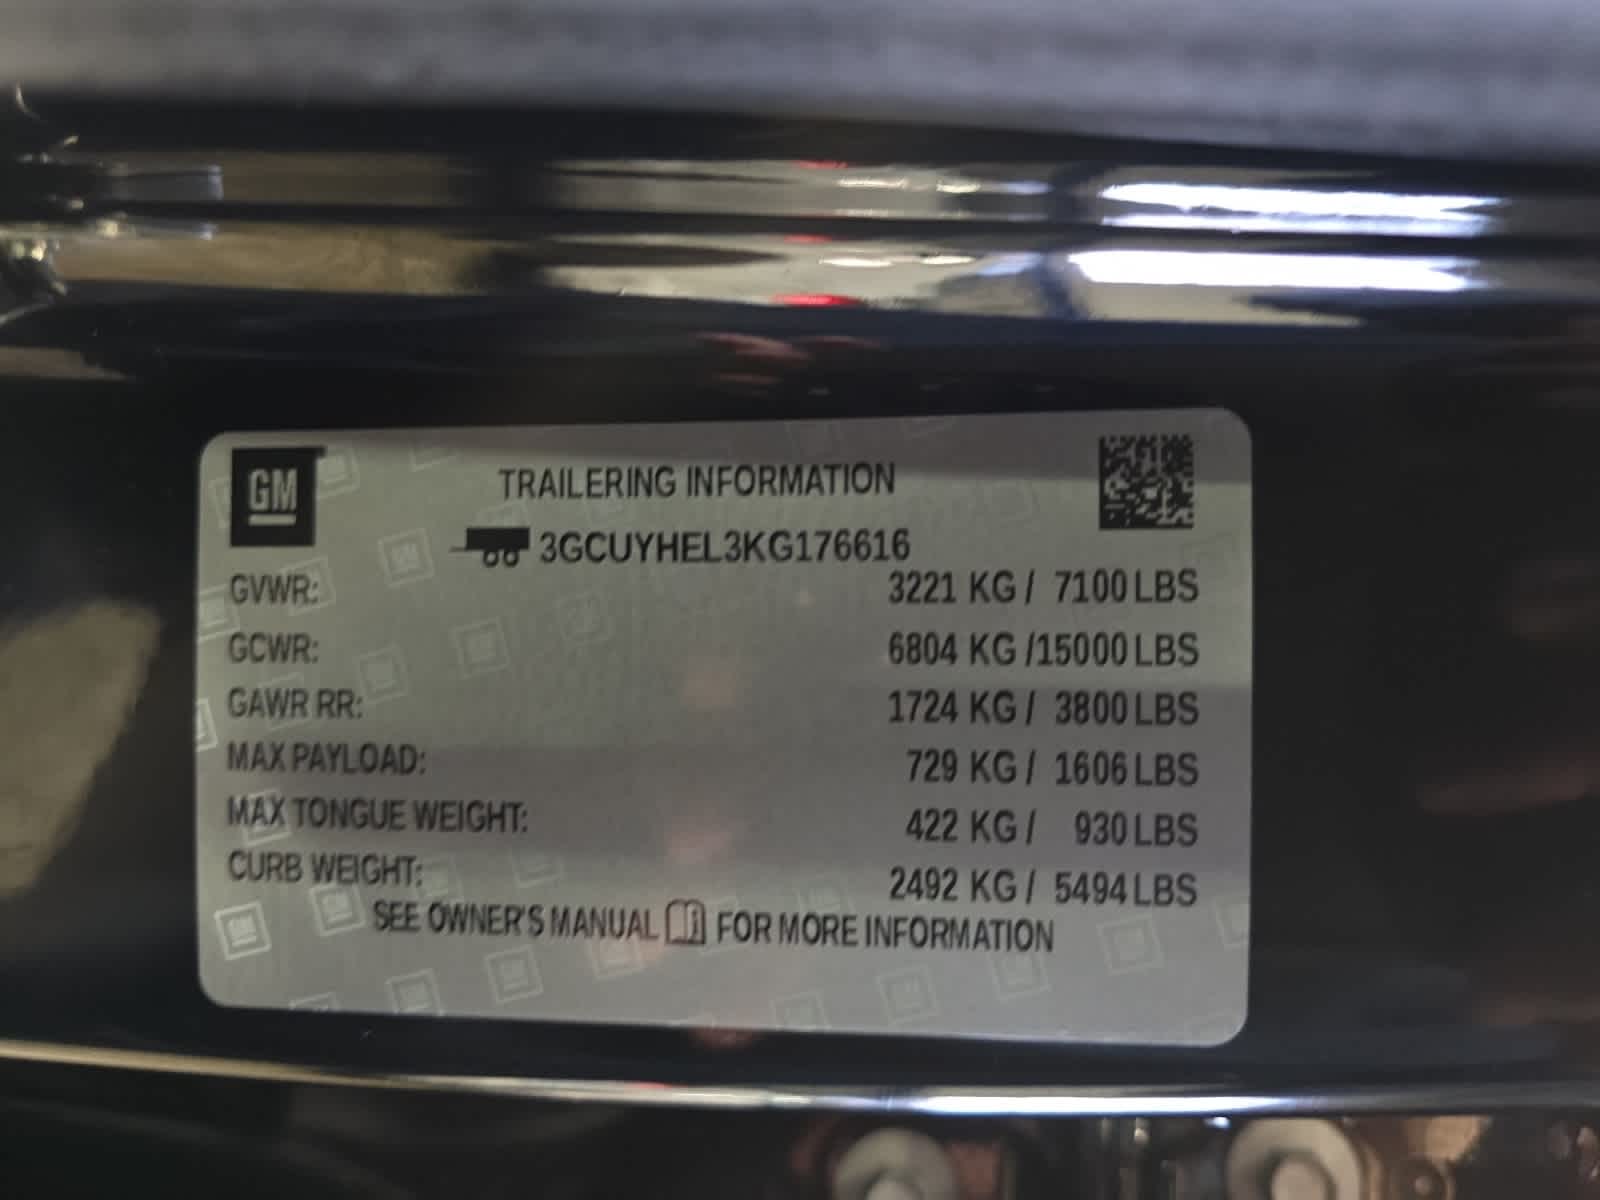 GM
TRAILERING INFORMATION
3GCUYHEL3KG176616
GVWR: 3221 KG / 7100 LBS
GCWR: 6804 KG /15000 LBS
GAWR RR: 1724 KG / 3800 LBS
MAX PAYLOAD: 729 KG / 1606 LBS
MAX TONGUE WEIGHT: 422 KG / 930 LBS
CURB WEIGHT: 2492 KG / 5494 LBS
SEE OWNER'S MANUAL FOR MORE INFORMATION